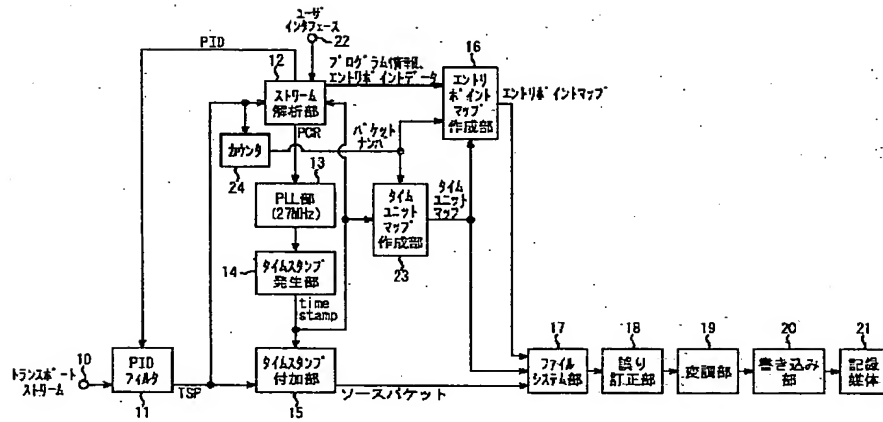 ユーザ
インタフェース
22
PID
12
ストリーム
解析部
プログラム情報、
エントリポイントデータ
16
エントリ
ポイント
マップ
作成部
エントリポイントマップ
PCR
パケット
ナンバ
カウンタ
24
13
PLL部
(27MHz)
タイム
ユニット
マップ
作成部
23
タイム
ユニット
マップ
14
タイムスタンプ
発生部
time
stamp
トランスポート
ストリーム
10
PID
フィルタ
11
TSP
タイムスタンプ
付加部
15
ソースパケット
17
ファイル
システム部
18
誤り
訂正部
19
変調部
20
書き込み
部
21
記録
媒体